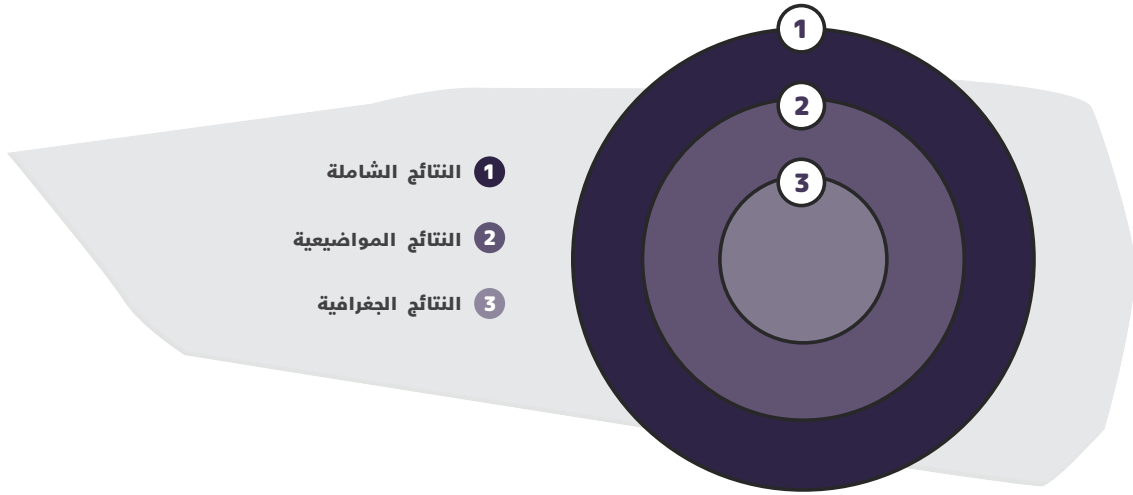 1
2
3
1 النتائج الشاملة
2 النتائج المواضيعية
3 النتائج الجغرافية